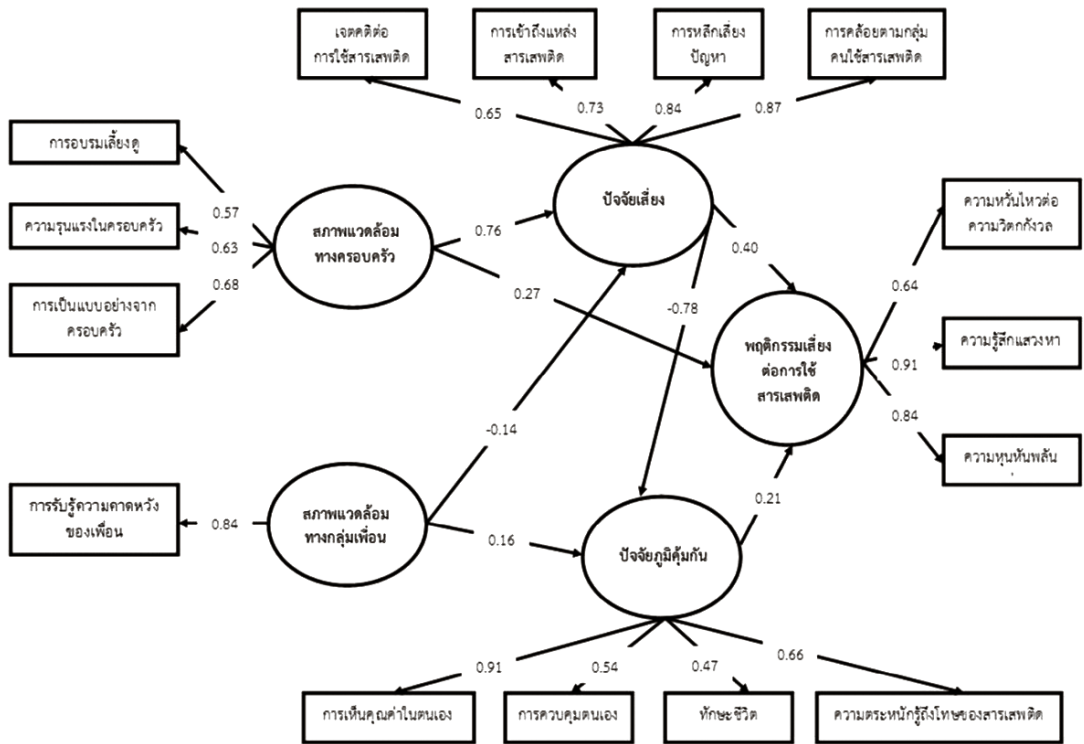 เจตคติต่อ
การใช้สารเสพติด
การเข้าถึงแหล่ง
สารเสพติด
การหลีกเลี่ยง
ปัญหา
การคล้อยตามกลุ่ม
คนใช้สารเสพติด
0.65
0.73
0.84
0.87
การอบรมเลี้ยงดู
ความรุนแรงในครอบครัว
การเป็นแบบอย่างจาก
ครอบครัว
0.57
0.63
0.68
สภาพแวดล้อม
ทางครอบครัว
0.76
0.27
ปัจจัยเสี่ยง
0.40
-0.78
-0.14
พฤติกรรมเสี่ยง
ต่อการใช้
สารเสพติด
0.64
0.91
0.84
ความหวั่นไหวต่อ
ความวิตกกังวล
ความรู้สึกแสวงหา
ความหุนหันพลัน
การรับรู้ความคาดหวัง
ของเพื่อน
0.84
สภาพแวดล้อม
ทางกลุ่มเพื่อน
0.16
ปัจจัยภูมิคุ้มกัน
0.21
0.91
0.54
0.47
0.66
การเห็นคุณค่าในตนเอง
การควบคุมตนเอง
ทักษะชีวิต
ความตระหนักรู้ถึงโทษของสารเสพติด